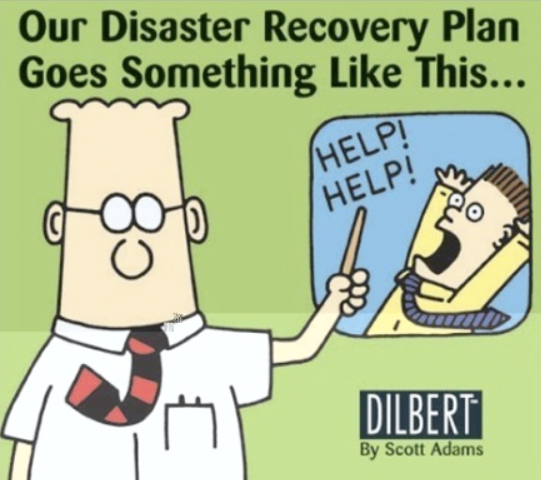 Our Disaster Recovery Plan
Goes Something Like This...
HELP!
HELP!
DILBERT
By Scott Adams